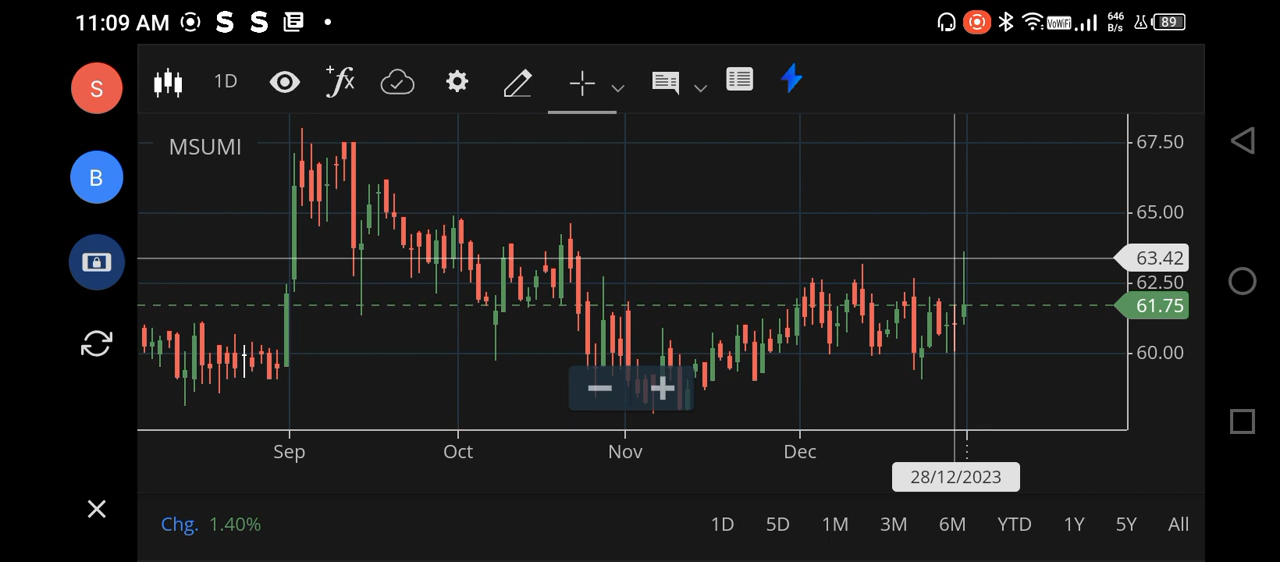 11:09 AM S S VoWiFi 646 B/s 89
S
1D +fx
MSUMI
67.50
B
65.00
63.42
62.50
61.75
60.00
Sep Oct Nov Dec
28/12/2023
Chg. 1.40% 1D 5D 1M 3M 6M YTD 1Y 5Y All